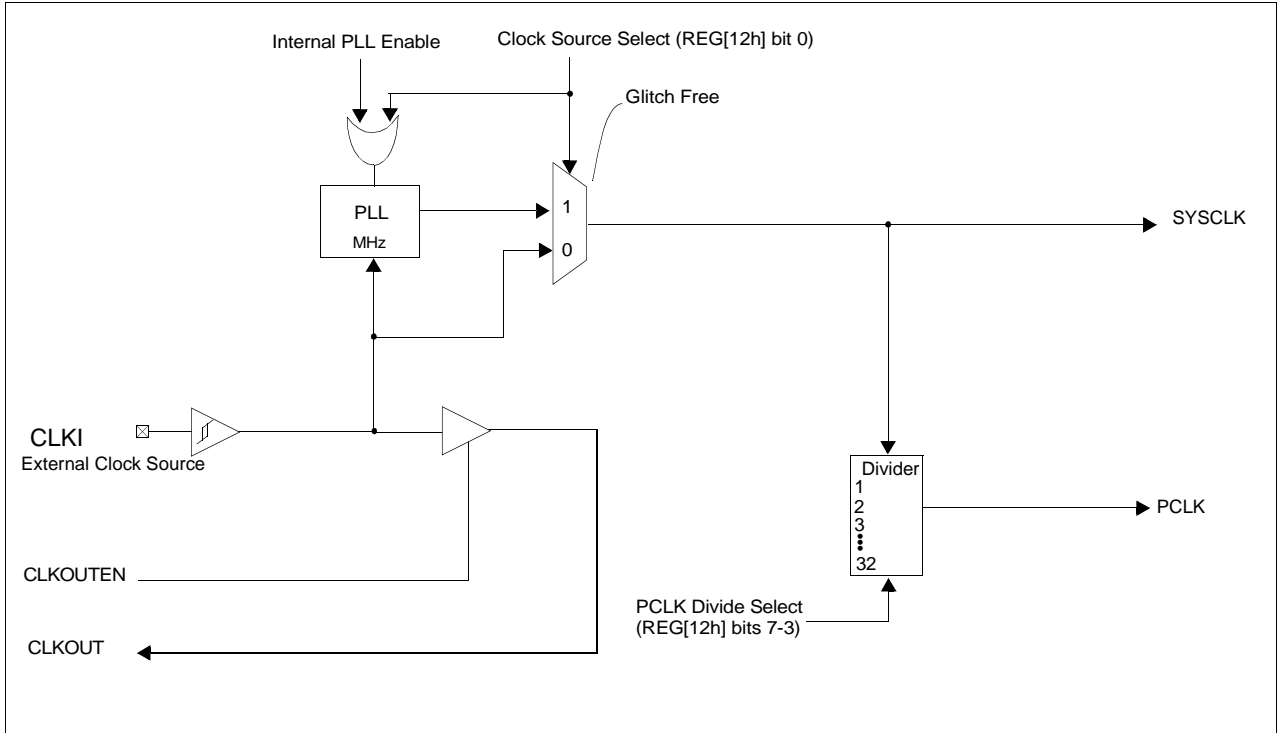 Internal PLL Enable
Clock Source Select (REG[12h] bit 0)
Glitch Free
PLL
MHz
1
0
SYSCLK
CLKI
External Clock Source
Divider
1
2
3
32
PCLK
CLKOUTEN
PCLK Divide Select
(REG[12h] bits 7-3)
CLKOUT